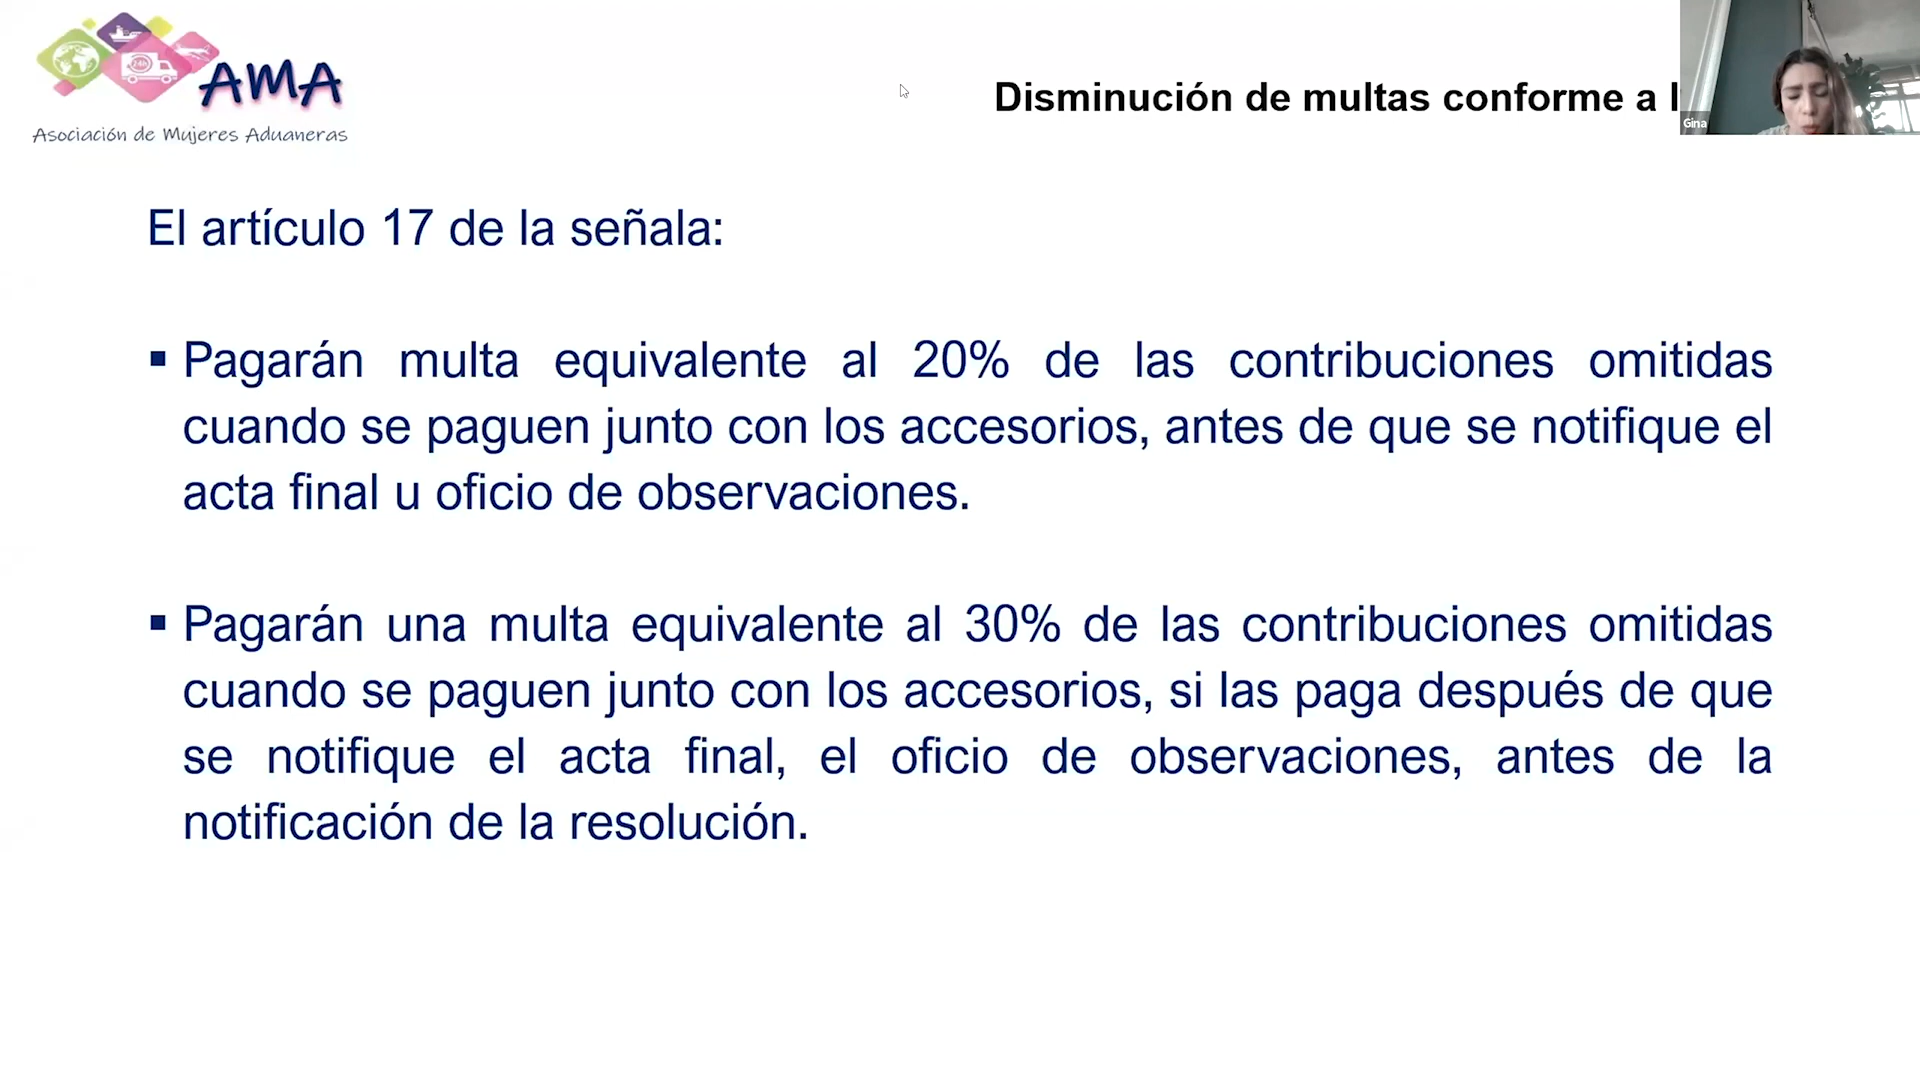 AMA
Asociación de Mujeres Aduaneras
Disminución de multas conforme a l
Gina
El artículo 17 de la señala:
▪ Pagarán multa equivalente al 20% de las contribuciones omitidas
cuando se paguen junto con los accesorios, antes de que se notifique el
acta final u oficio de observaciones.
▪ Pagarán una multa equivalente al 30% de las contribuciones omitidas
cuando se paguen junto con los accesorios, si las paga después de que
se notifique el acta final, el oficio de observaciones, antes de la
notificación de la resolución.